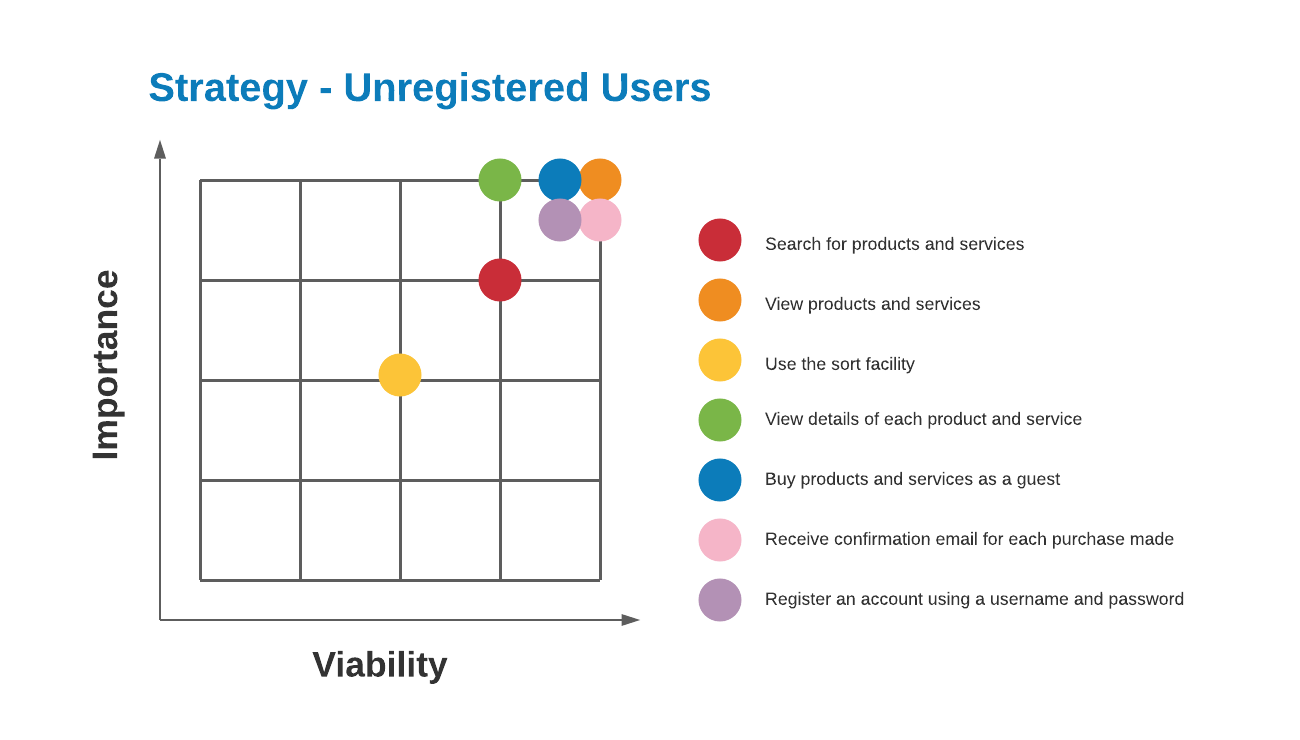 Strategy - Unregistered Users
Importance
Viability
Search for products and services
View products and services
Use the sort facility
View details of each product and service
Buy products and services as a guest
Receive confirmation email for each purchase made
Register an account using a username and password